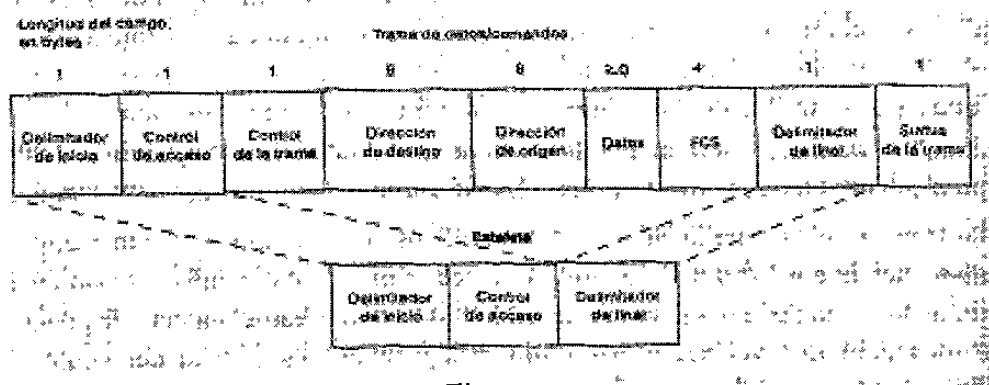 Longitud del campo
en bytes
Trama de datos/comandos
1 1 1 6 6 ≥0 4 1 1
Delimitador
de inicio
Control
de acceso
Control
de la trama
Dirección
de destino
Dirección
de origen
Datos
FCS
Delimitador
de final
de la trama
Delimitador
de inicio
Control
de acceso
Delimitador
de final